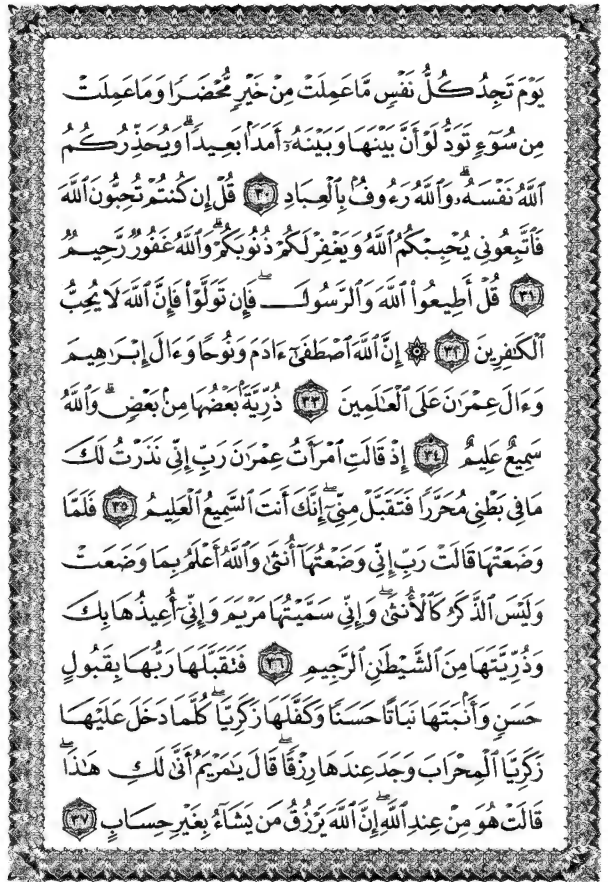 يَوْمَ تَجِدُ كُلُّ نَفْسٍ مَّا عَمِلَتْ مِنْ خَيْرٍ مُّحْضَرًا وَمَا عَمِلَتْ
مِن سُوٓءٍ تَوَدُّ لَوْ أَنَّ بَيْنَهَا وَبَيْنَهُۥٓ أَمَدَۢا بَعِيدًا ۗ وَيُحَذِّرُكُمُ
ٱللَّهُ نَفْسَهُۥ ۗ وَٱللَّهُ رَءُوفٌۢ بِٱلْعِبَادِ ٣٠ قُلْ إِن كُنتُمْ تُحِبُّونَ ٱللَّهَ
فَٱتَّبِعُونِي يُحْبِبْكُمُ ٱللَّهُ وَيَغْفِرْ لَكُمْ ذُنُوبَكُمْ ۗ وَٱللَّهُ غَفُورٌ رَّحِيمٌ
٣١ قُلْ أَطِيعُوا۟ ٱللَّهَ وَٱلرَّسُولَ ۖ فَإِن تَوَلَّوْا۟ فَإِنَّ ٱللَّهَ لَا يُحِبُّ
ٱلْكَٰفِرِينَ ٣٢ ۞ إِنَّ ٱللَّهَ ٱصْطَفَىٰٓ ءَادَمَ وَنُوحًا وَءَالَ إِبْرَٰهِيمَ
وَءَالَ عِمْرَٰنَ عَلَى ٱلْعَٰلَمِينَ ٣٣ ذُرِّيَّةَۢ بَعْضُهَا مِنۢ بَعْضٍ ۗ وَٱللَّهُ
سَمِيعٌ عَلِيمٌ ٣٤ إِذْ قَالَتِ ٱمْرَأَتُ عِمْرَٰنَ رَبِّ إِنِّي نَذَرْتُ لَكَ
مَا فِي بَطْنِي مُحَرَّرًا فَتَقَبَّلْ مِنِّيٓ ۖ إِنَّكَ أَنتَ ٱلسَّمِيعُ ٱلْعَلِيمُ ٣٥ فَلَمَّا
وَضَعَتْهَا قَالَتْ رَبِّ إِنِّي وَضَعْتُهَآ أُنثَىٰ وَٱللَّهُ أَعْلَمُ بِمَا وَضَعَتْ
وَلَيْسَ ٱلذَّكَرُ كَٱلْأُنثَىٰ ۖ وَإِنِّي سَمَّيْتُهَا مَرْيَمَ وَإِنِّيٓ أُعِيذُهَا بِكَ
وَذُرِّيَّتَهَا مِنَ ٱلشَّيْطَٰنِ ٱلرَّجِيمِ ٣٦ فَتَقَبَّلَهَا رَبُّهَا بِقَبُولٍ
حَسَنٍ وَأَنۢبَتَهَا نَبَاتًا حَسَنًا وَكَفَّلَهَا زَكَرِيَّا ۖ كُلَّمَا دَخَلَ عَلَيْهَا
زَكَرِيَّا ٱلْمِحْرَابَ وَجَدَ عِندَهَا رِزْقًا ۖ قَالَ يَٰمَرْيَمُ أَنَّىٰ لَكِ هَٰذَا ۖ
قَالَتْ هُوَ مِنْ عِندِ ٱللَّهِ ۖ إِنَّ ٱللَّهَ يَرْزُقُ مَن يَشَآءُ بِغَيْرِ حِسَابٍ ٣٧